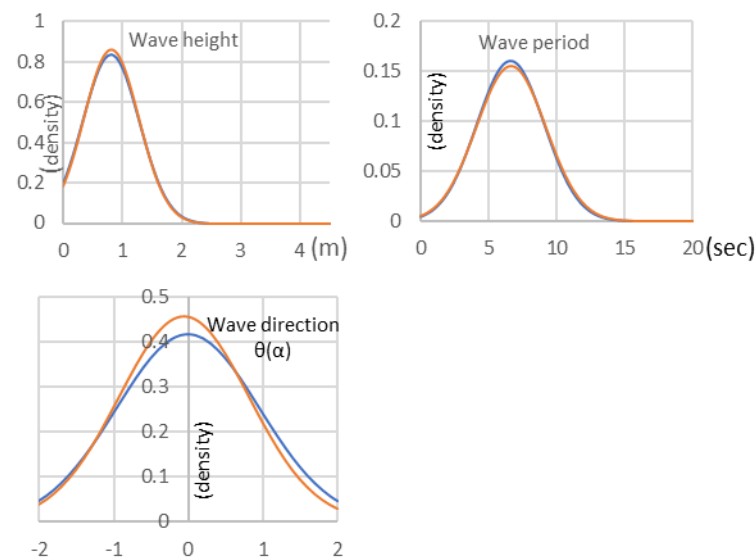 Wave height
(density)
1
0.8
0.6
0.4
0.2
0
0 1 2 3 4 (m)
Wave period
(density)
0.2
0.15
0.1
0.05
0
0 5 10 15 20 (sec)
Wave direction
θ(α)
(density)
0.5
0.4
0.3
0.2
0.1
0
-2 -1 0 1 2